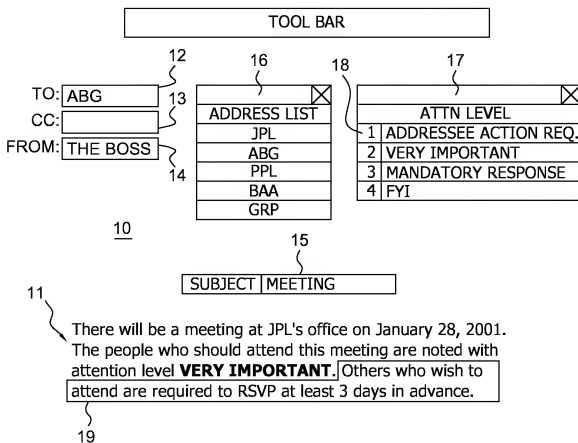 TOOL BAR
12
16
18
17
TO: ABG
13
CC:
FROM: THE BOSS
14
ADDRESS LIST
JPL
ABG
PPL
BAA
GRP
ATTN LEVEL
1 ADDRESSEE ACTION REQ.
2 VERY IMPORTANT
3 MANDATORY RESPONSE
4 FYI
10
15
SUBJECT MEETING
11
There will be a meeting at JPL's office on January 28, 2001.
The people who should attend this meeting are noted with
attention level VERY IMPORTANT. Others who wish to
attend are required to RSVP at least 3 days in advance.
19